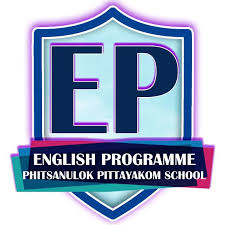 EP
ENGLISH PROGRAMME
PHITSANULOK PITTAYAKOM SCHOOL